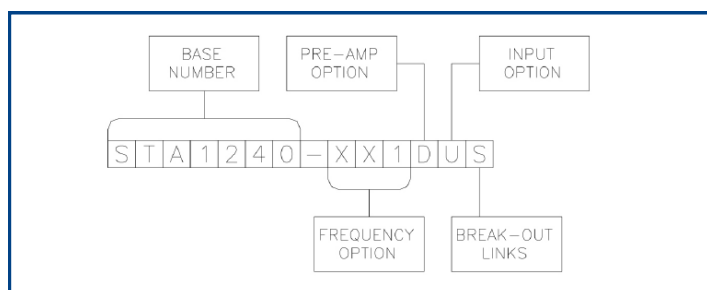 BASE
NUMBER
PRE-AMP
OPTION
INPUT
OPTION
STA1240-XX1DUS
FREQUENCY
OPTION
BREAK-OUT
LINKS